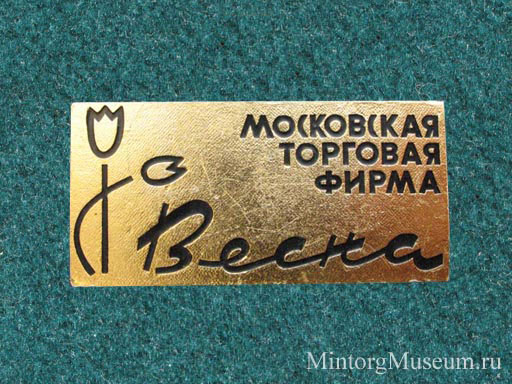 МОСКОВСКАЯ
ТОРГОВАЯ
ФИРМА
Весна
MintorgMuseum.ru